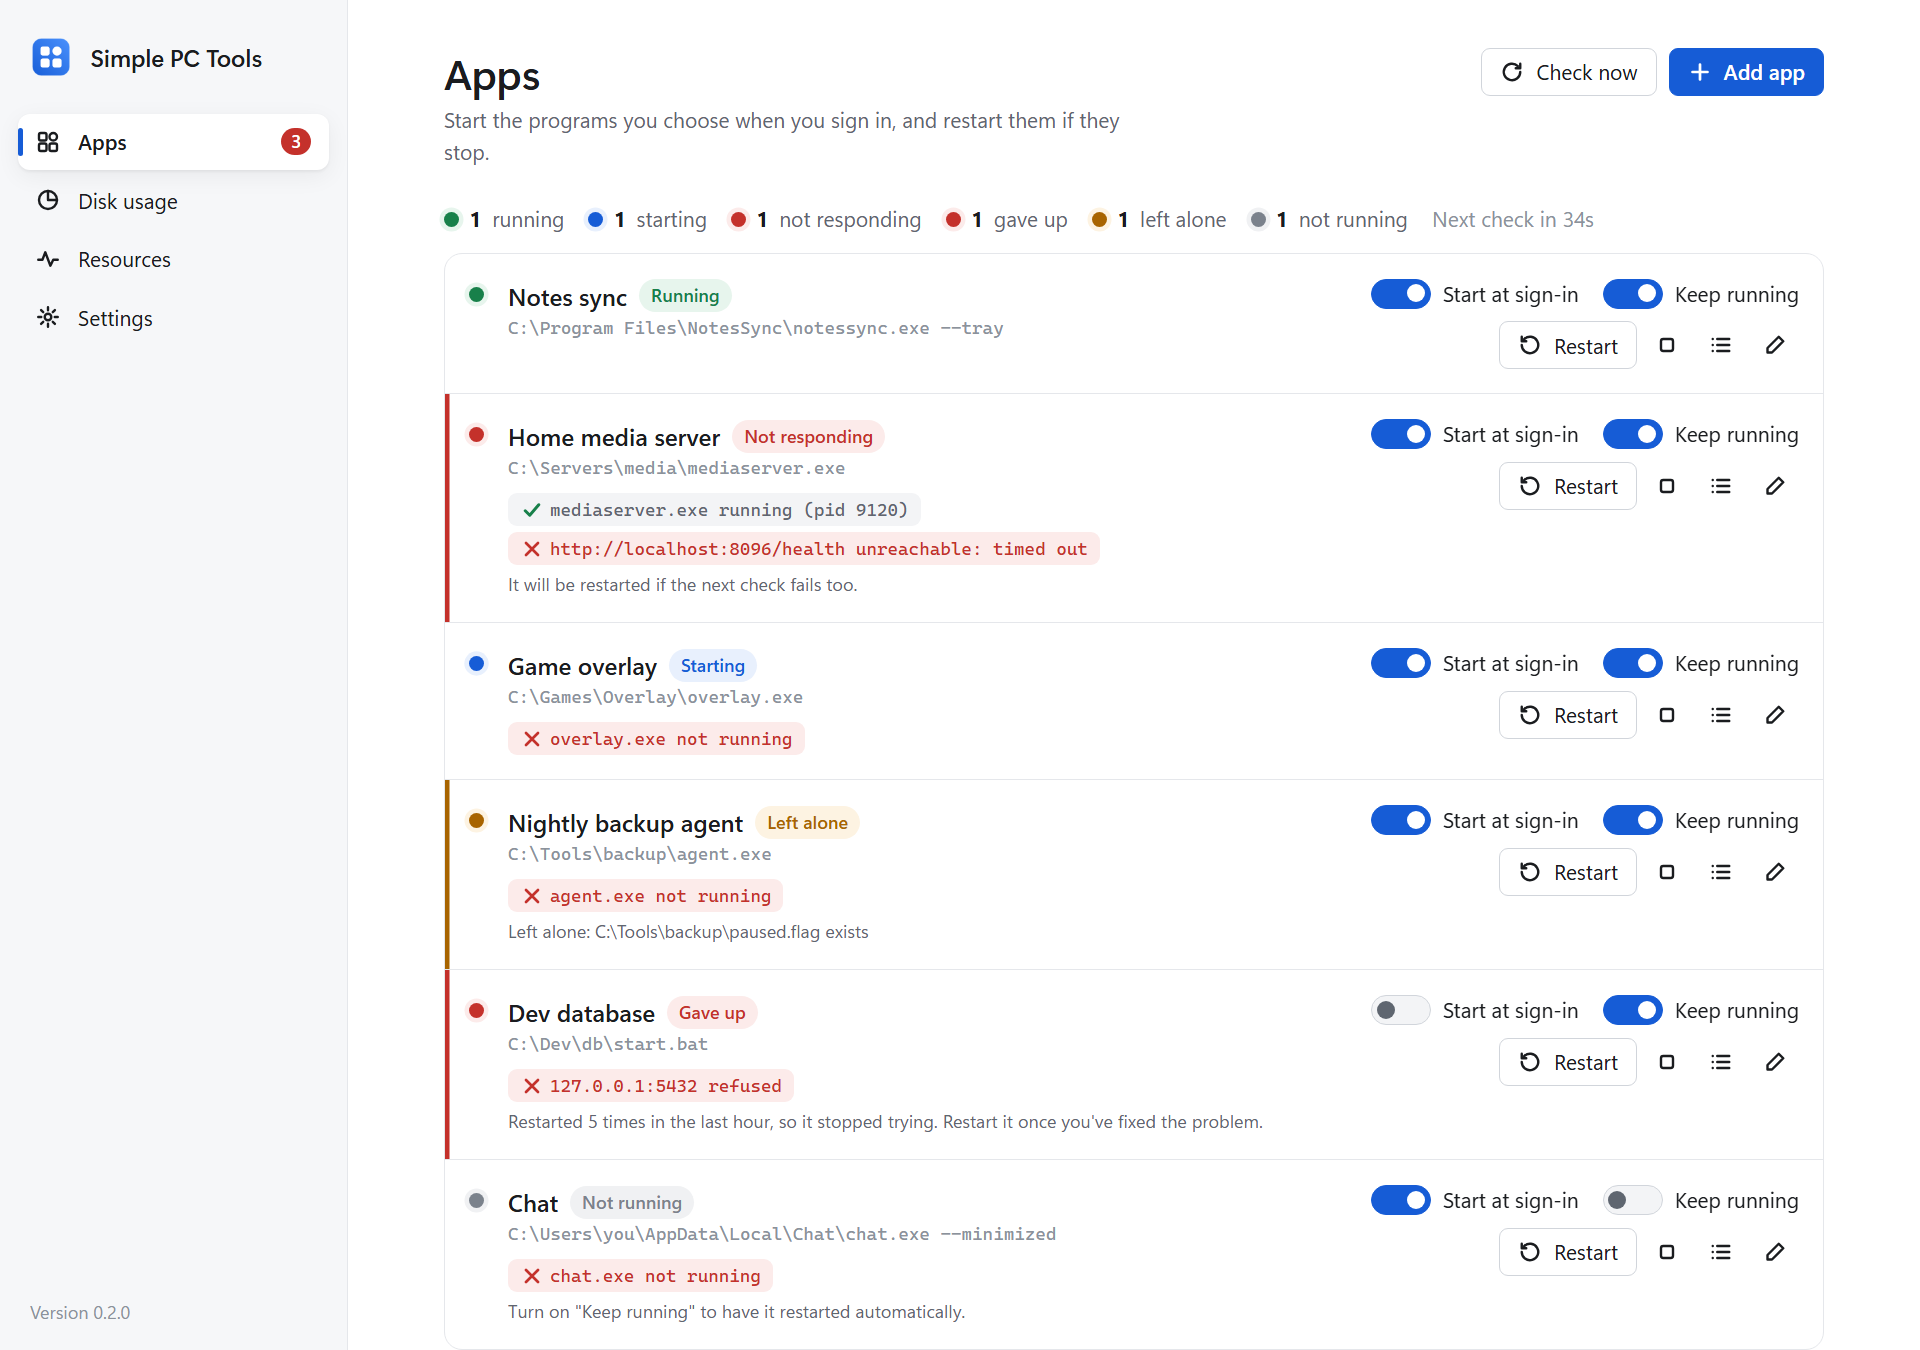 Simple PC Tools
Apps 3
Disk usage
Resources
Settings
Version 0.2.0
Apps
Start the programs you choose when you sign in, and restart them if they
stop.
Check now
Add app
1 running 1 starting 1 not responding 1 gave up 1 left alone 1 not running Next check in 34s
Notes sync Running
C:\Program Files\NotesSync\notessync.exe --tray
Start at sign-in Keep running
Restart
Home media server Not responding
C:\Servers\media\mediaserver.exe
mediaserver.exe running (pid 9120)
http://localhost:8096/health unreachable: timed out
It will be restarted if the next check fails too.
Start at sign-in Keep running
Restart
Game overlay Starting
C:\Games\Overlay\overlay.exe
overlay.exe not running
Start at sign-in Keep running
Restart
Nightly backup agent Left alone
C:\Tools\backup\agent.exe
agent.exe not running
Left alone: C:\Tools\backup\paused.flag exists
Start at sign-in Keep running
Restart
Dev database Gave up
C:\Dev\db\start.bat
127.0.0.1:5432 refused
Restarted 5 times in the last hour, so it stopped trying. Restart it once you've fixed the problem.
Start at sign-in Keep running
Restart
Chat Not running
C:\Users\you\AppData\Local\Chat\chat.exe --minimized
chat.exe not running
Turn on "Keep running" to have it restarted automatically.
Start at sign-in Keep running
Restart